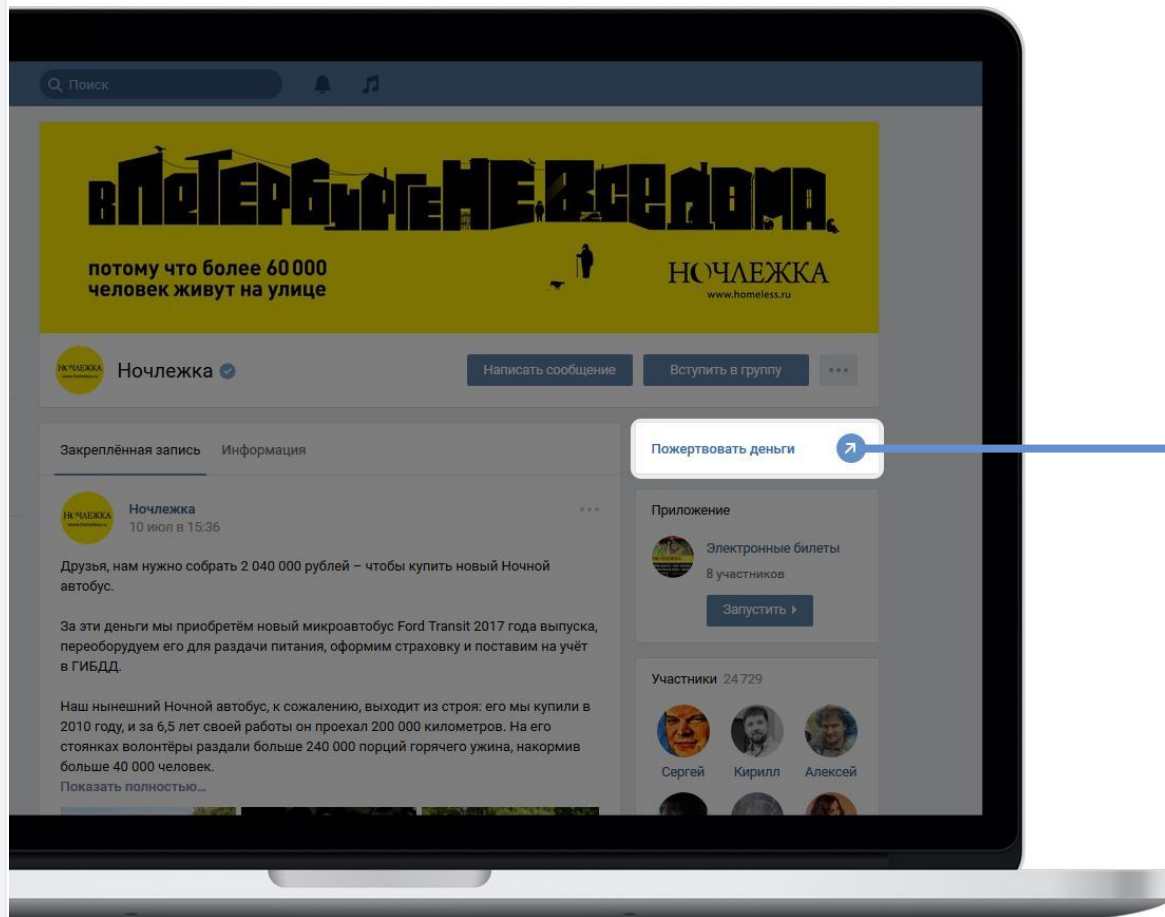 Поиск
вПетербургеНЕВСЕДОМА.
потому что более 60 000
человек живут на улице
НОЧЛЕЖКА
www.homeless.ru
НОЧЛЕЖКА
Ночлежка
Написать сообщение
Вступить в группу
Закреплённая запись Информация
Пожертвовать деньги
НОЧЛЕЖКА
Ночлежка
10 июл в 15:36
Приложение
Электронные билеты
8 участников
Запустить
Друзья, нам нужно собрать 2 040 000 рублей – чтобы купить новый Ночной
автобус.
За эти деньги мы приобретём новый микроавтобус Ford Transit 2017 года выпуска,
переоборудуем его для раздачи питания, оформим страховку и поставим на учёт
в ГИБДД.
Наш нынешний Ночной автобус, к сожалению, выходит из строя: его мы купили в
2010 году, и за 6,5 лет своей работы он проехал 200 000 километров. На его
стоянках волонтёры раздали больше 240 000 порций горячего ужина, накормив
больше 40 000 человек.
Показать полностью...
Участники 24 729
Сергей Кирилл Алексей